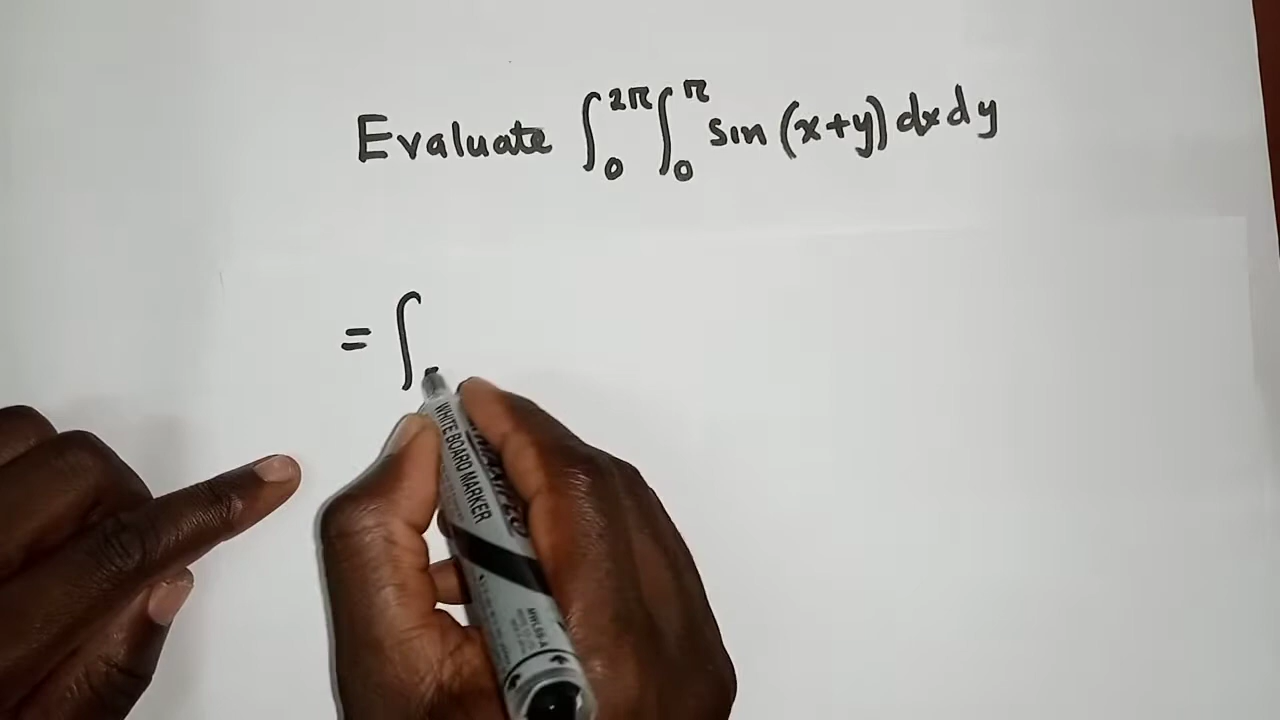 Evaluate ∫₀^2π ∫₀^π sin (x+y) dx dy
= ∫
WHITE BOARD MARKER